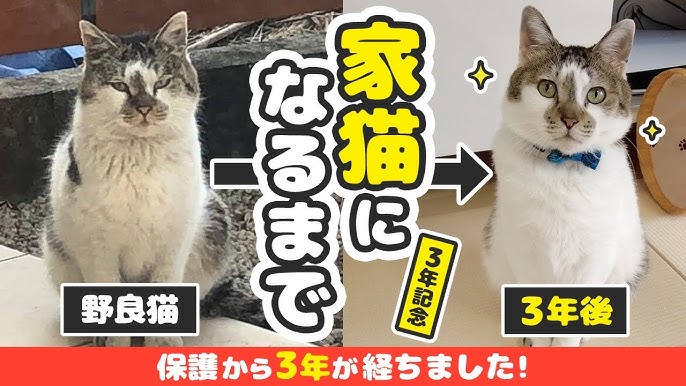 家猫に
なるまで
3年記念
野良猫
3年後
保護から3年が経ちました!